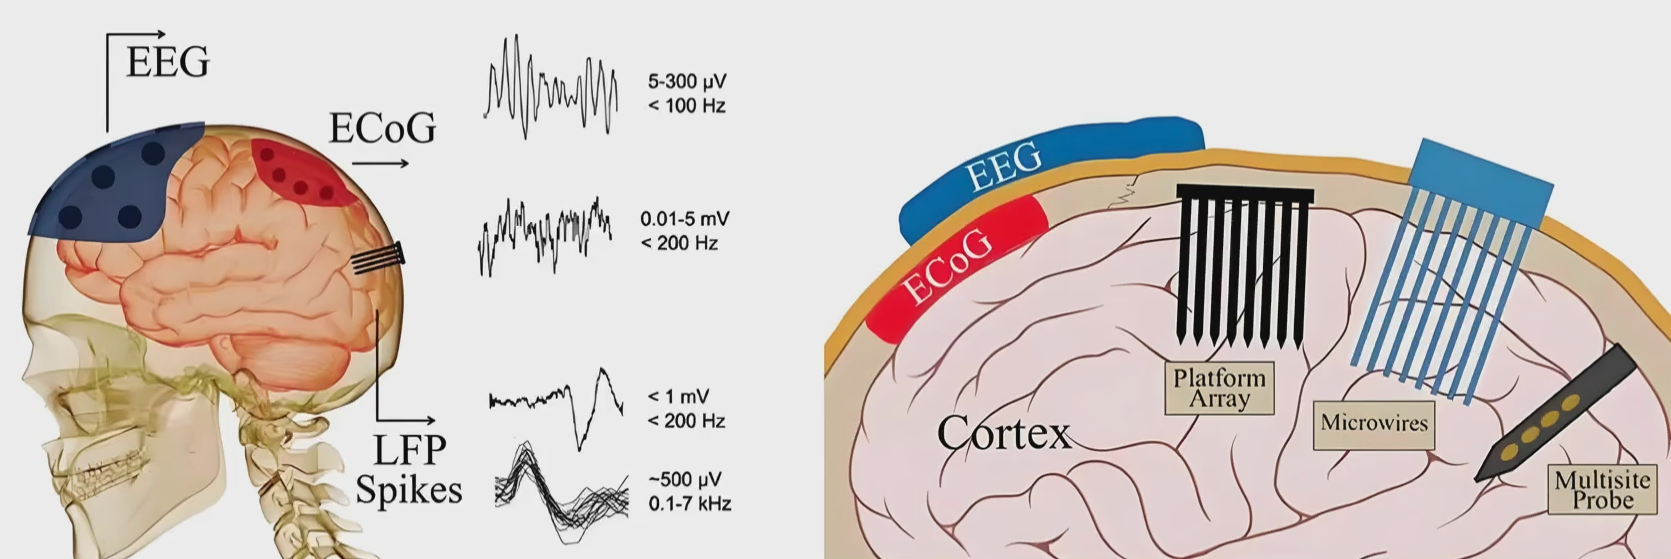 EEG
ECoG
5-300 µV
< 100 Hz
0.01-5 mV
< 200 Hz
< 1 mV
< 200 Hz
LFP
Spikes
~500 µV
0.1-7 kHz
EEG
ECoG
Cortex
Platform
Array
Microwires
Multisite
Probe